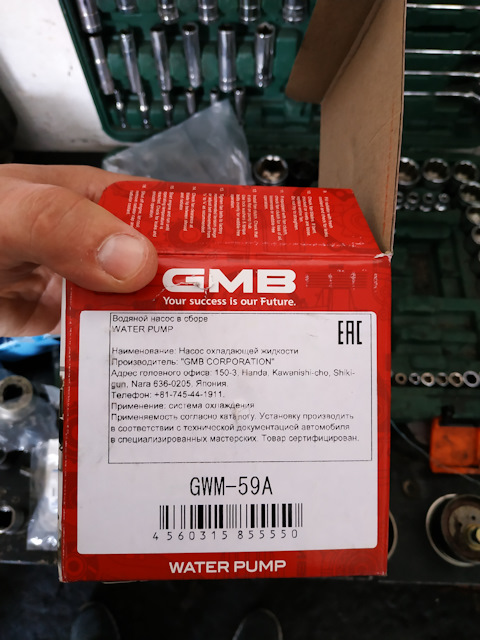 GMB
Your success is our Future.
Водяной насос в сборе
WATER PUMP
EAC
Наименование: Насос охлаждающей жидкости
Производитель: "GMB CORPORATION"
Адрес головного офиса: 150-3, Handa, Kawanishi-cho, Shiki-
gun, Nara 636-0205, Япония.
Телефон: +81-745-44-1911.
Применение: система охлаждения
Применяемость согласно каталогу. Установку производить
в соответствии с технической документацией автомобиля
в специализированных мастерских. Товар сертифицирован.
GWM-59A
4560315855550
WATER PUMP